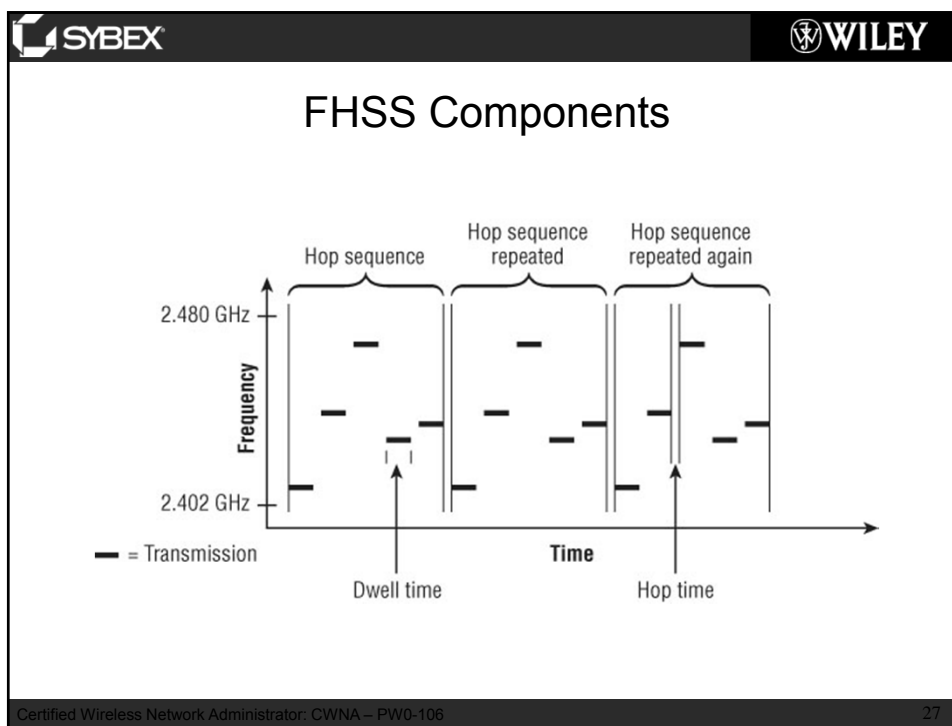 SYBEX
WILEY
FHSS Components
Hop sequence
Hop sequence
repeated
Hop sequence
repeated again
2.480 GHz
Frequency
2.402 GHz
= Transmission
Time
Dwell time
Hop time
Certified Wireless Network Administrator: CWNA – PW0-106
27